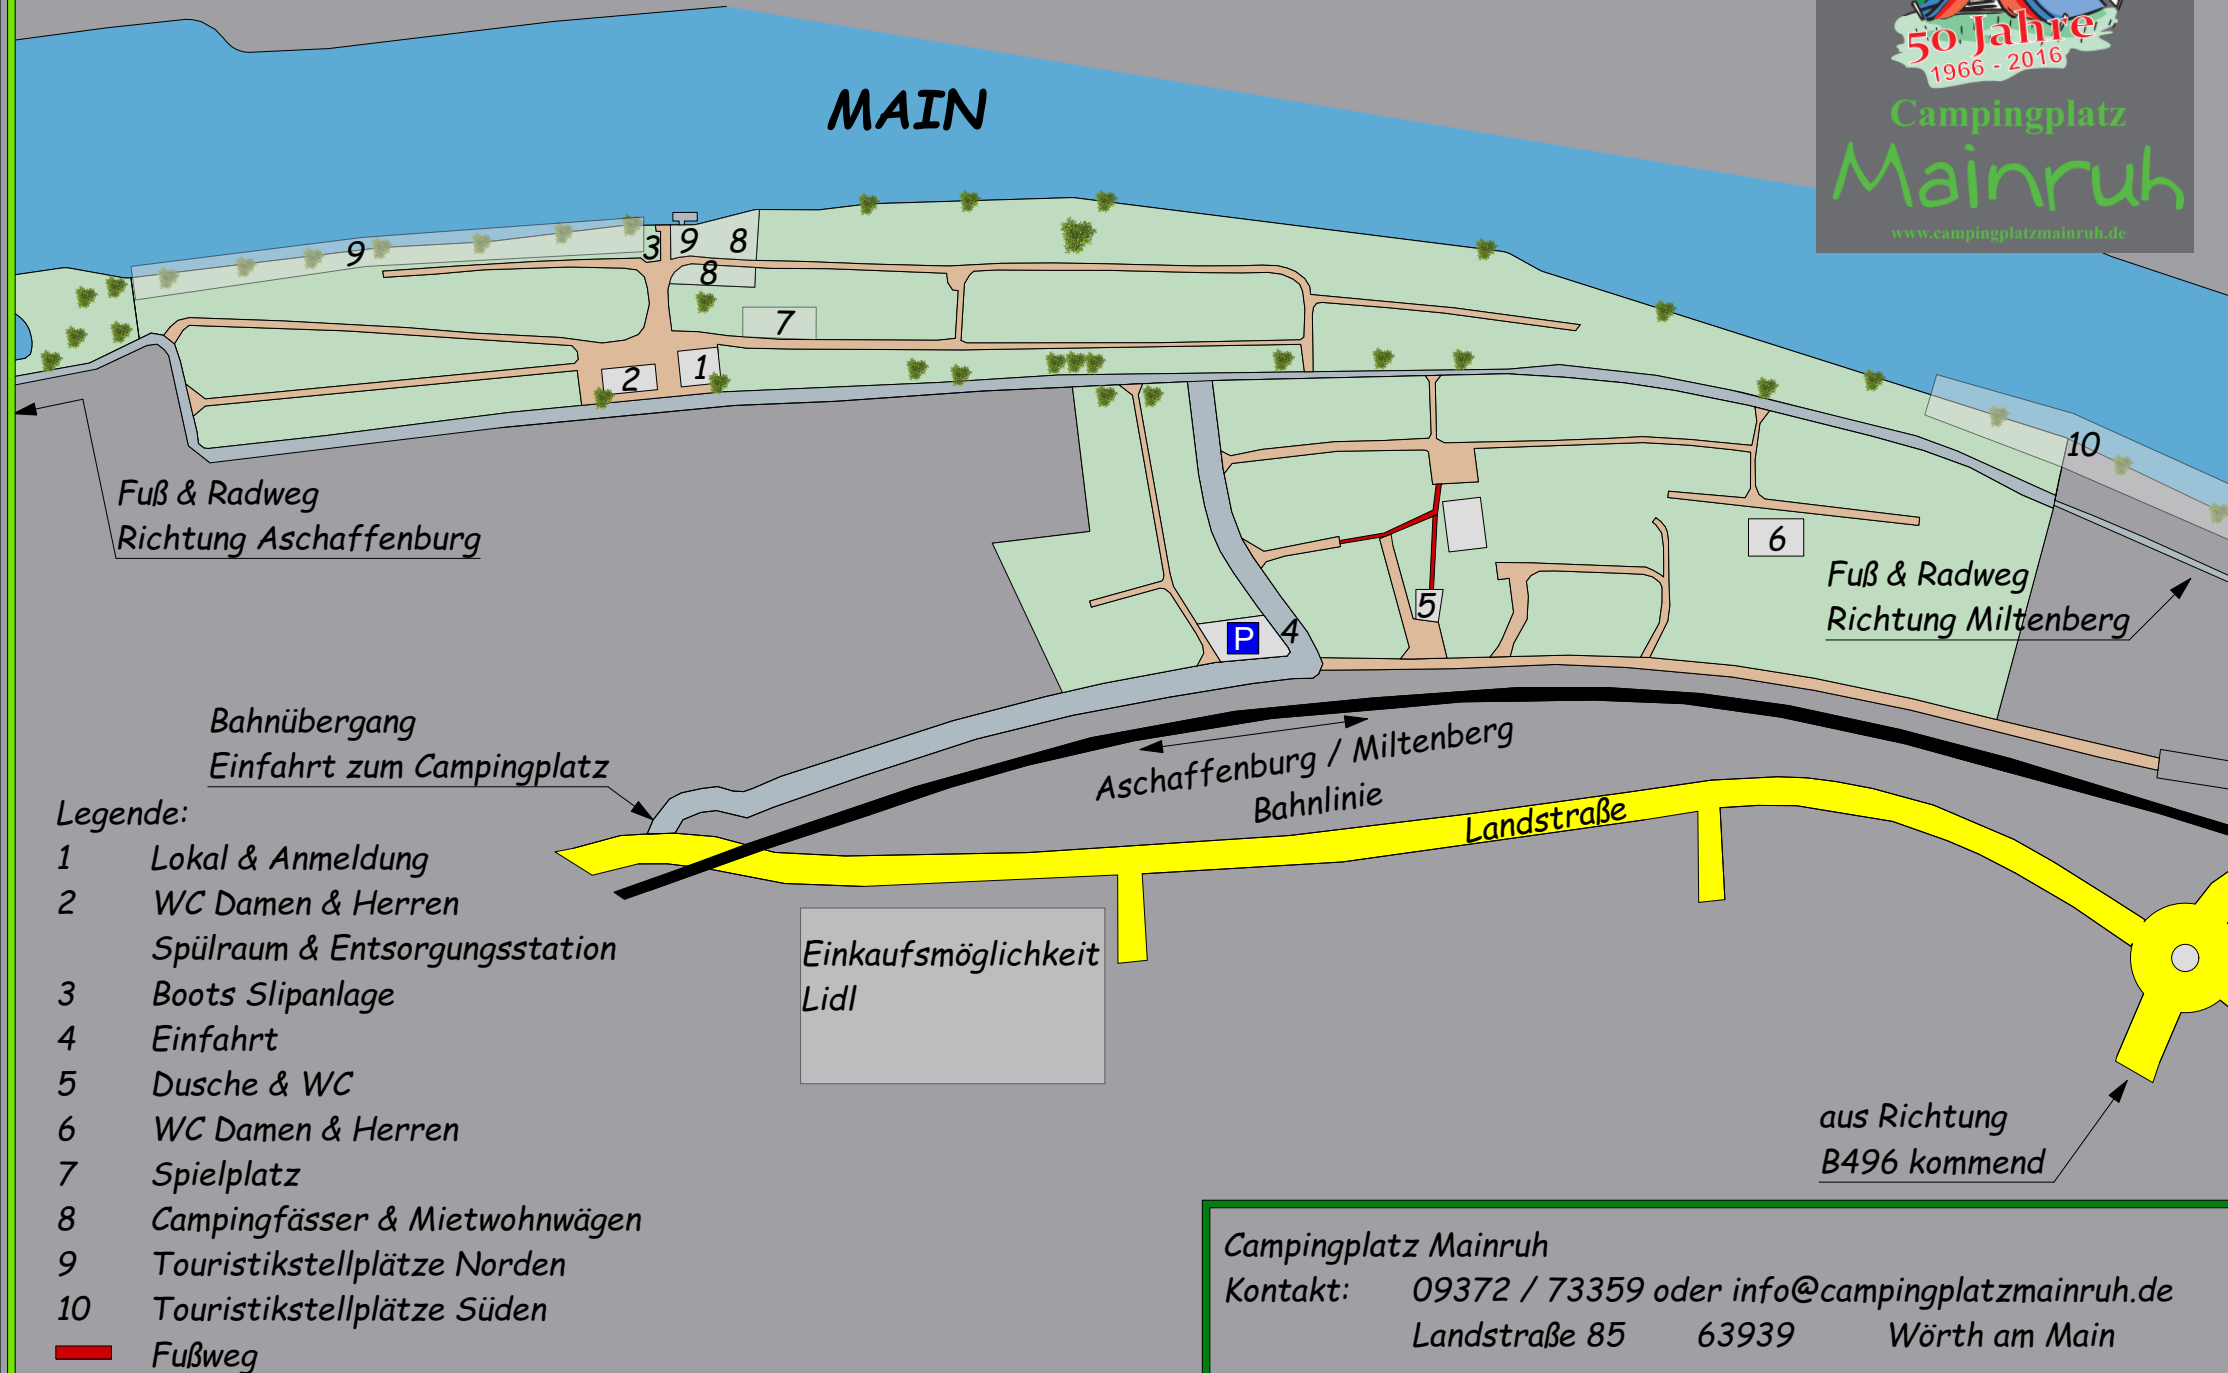 50 Jahre
1966 - 2016
Campingplatz
Mainruh
www.campingplatzmainruh.de
MAIN
9
3
9
8
8
7
1
2
10
6
5
P
4
Fuß & Radweg
Richtung Aschaffenburg
Fuß & Radweg
Richtung Miltenberg
Bahnübergang
Einfahrt zum Campingplatz
Aschaffenburg / Miltenberg
Bahnlinie
Landstraße
Einkaufsmöglichkeit
Lidl
aus Richtung
B496 kommend
Legende:
1 Lokal & Anmeldung
2 WC Damen & Herren
Spülraum & Entsorgungsstation
3 Boots Slipanlage
4 Einfahrt
5 Dusche & WC
6 WC Damen & Herren
7 Spielplatz
8 Campingfässer & Mietwohnwägen
9 Touristikstellplätze Norden
10 Touristikstellplätze Süden
Fußweg
Campingplatz Mainruh
Kontakt: 09372 / 73359 oder info@campingplatzmainruh.de
Landstraße 85 63939 Wörth am Main